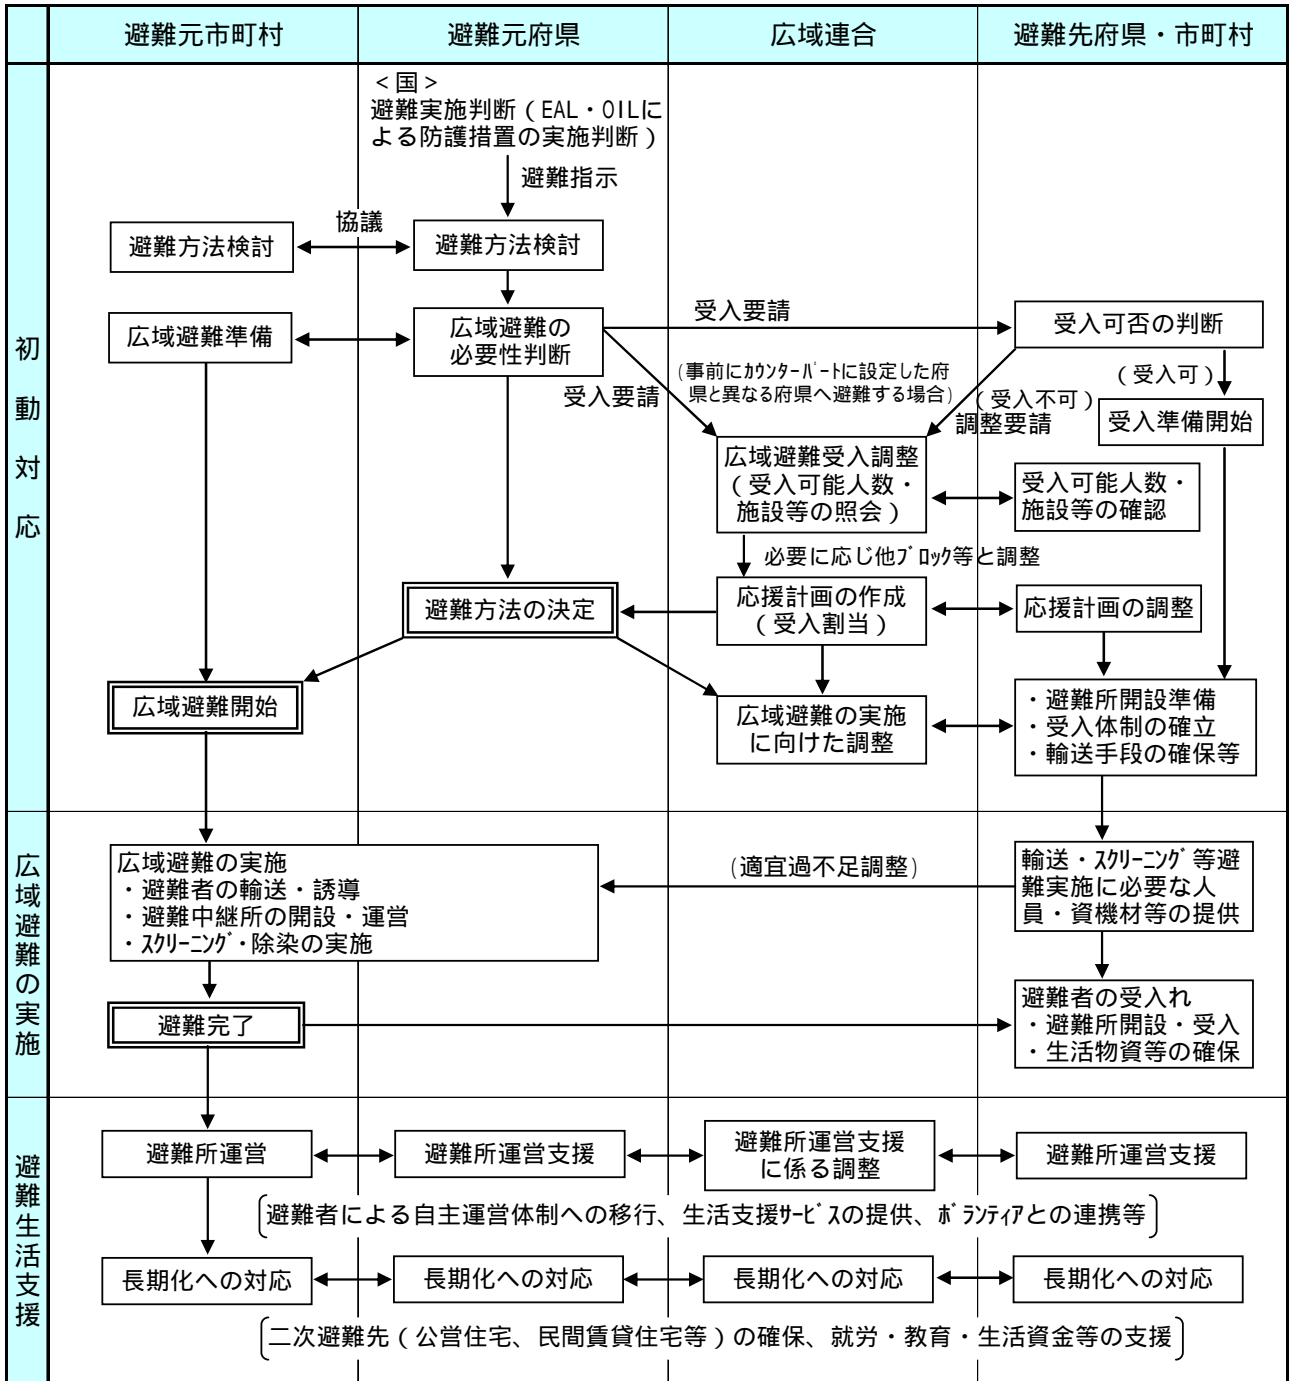 避難元市町村
避難元府県
広域連合
避難先府県・市町村
初動対応
＜国＞
避難実施判断（EAL・OILに
よる防護措置の実施判断）
避難指示
避難方法検討
協議
避難方法検討
広域避難準備
広域避難の
必要性判断
受入要請
受入可否の判断
受入要請
（事前にｶｳﾝﾀｰﾊﾟｰﾄに設定した府
県と異なる府県へ避難する場合）
（受入不可）
調整要請
（受入可）
受入準備開始
広域避難受入調整
（受入可能人数・
施設等の照会）
受入可能人数・
施設等の確認
必要に応じ他ﾌﾞﾛｯｸ等と調整
避難方法の決定
応援計画の作成
（受入割当）
応援計画の調整
広域避難開始
広域避難の実施
に向けた調整
・避難所開設準備
・受入体制の確立
・輸送手段の確保等
広域避難の実施
広域避難の実施
・避難者の輸送・誘導
・避難中継所の開設・運営
・ｽｸﾘｰﾆﾝｸﾞ・除染の実施
（適宜過不足調整）
輸送・ｽｸﾘｰﾆﾝｸﾞ等避
難実施に必要な人
員・資機材等の提供
避難完了
避難者の受入れ
・避難所開設・受入
・生活物資等の確保
避難生活支援
避難所運営
避難所運営支援
避難所運営支援
に係る調整
避難所運営支援
避難者による自主運営体制への移行、生活支援ｻｰﾋﾞｽの提供、ﾎﾞﾗﾝﾃｨｱとの連携等
長期化への対応
長期化への対応
長期化への対応
長期化への対応
二次避難先（公営住宅、民間賃貸住宅等）の確保、就労・教育・生活資金等の支援